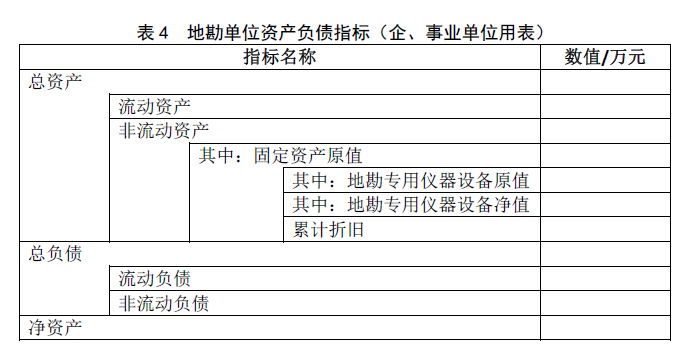 表 4 地勘单位资产负债指标（企、事业单位用表）
指标名称 数值/万元
总资产
流动资产
非流动资产
其中：固定资产原值
其中：地勘专用仪器设备原值
其中：地勘专用仪器设备净值
累计折旧
总负债
流动负债
非流动负债
净资产